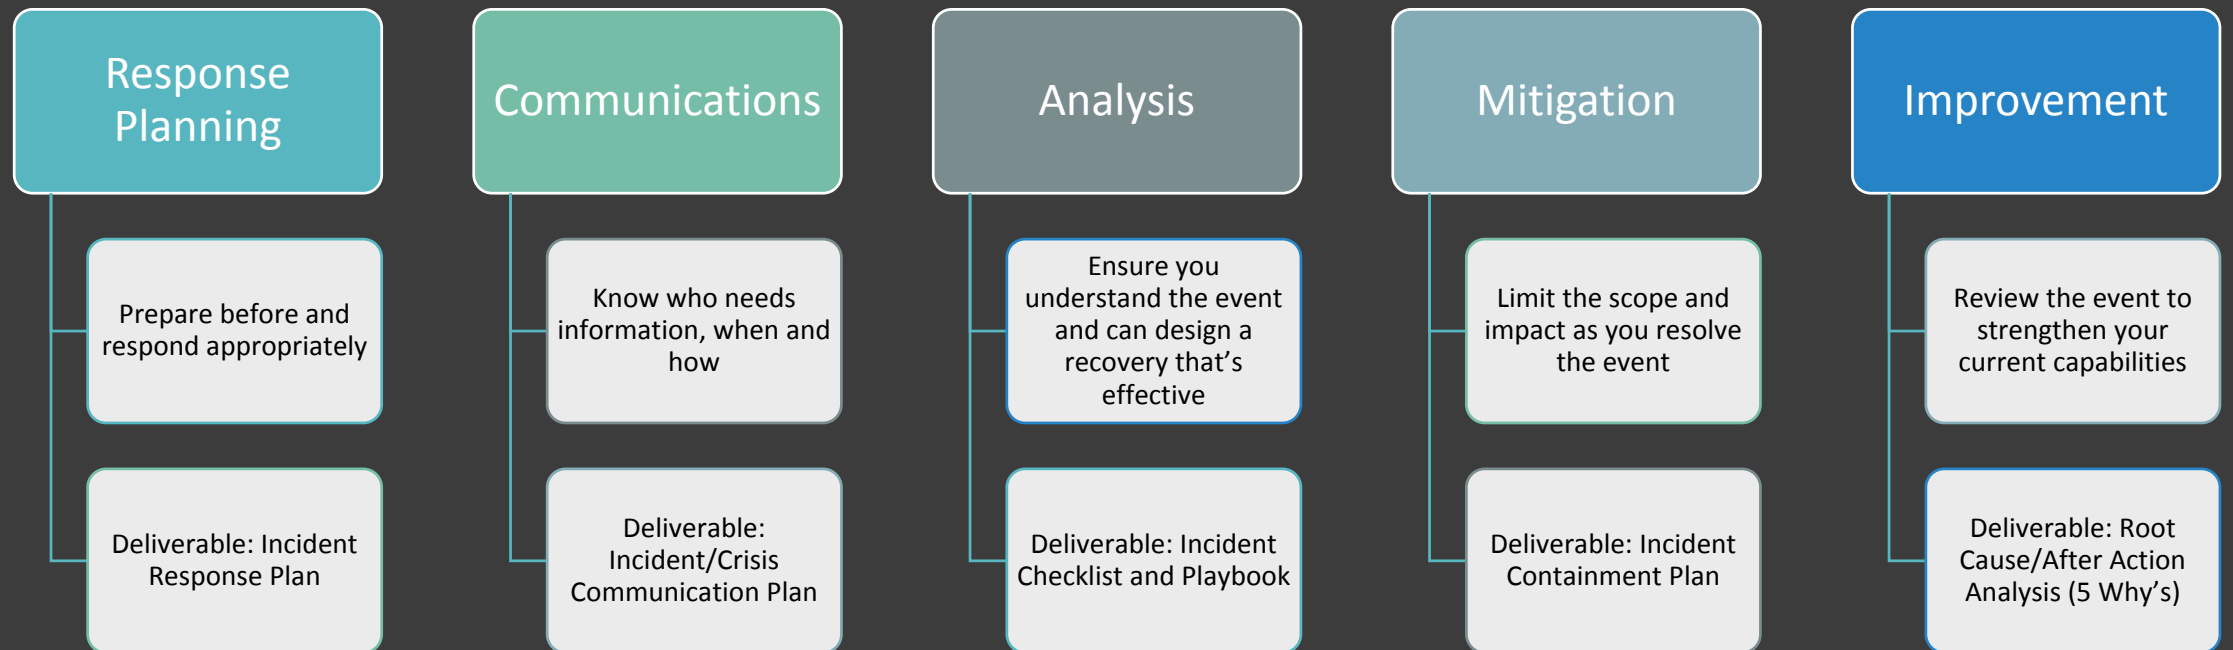 Response
Planning
Prepare before and
respond appropriately
Deliverable: Incident
Response Plan
Communications
Know who needs
information, when and
how
Deliverable:
Incident/Crisis
Communication Plan
Analysis
Ensure you
understand the event
and can design a
recovery that’s
effective
Deliverable: Incident
Checklist and Playbook
Mitigation
Limit the scope and
impact as you resolve
the event
Deliverable: Incident
Containment Plan
Improvement
Review the event to
strengthen your
current capabilities
Deliverable: Root
Cause/After Action
Analysis (5 Why’s)